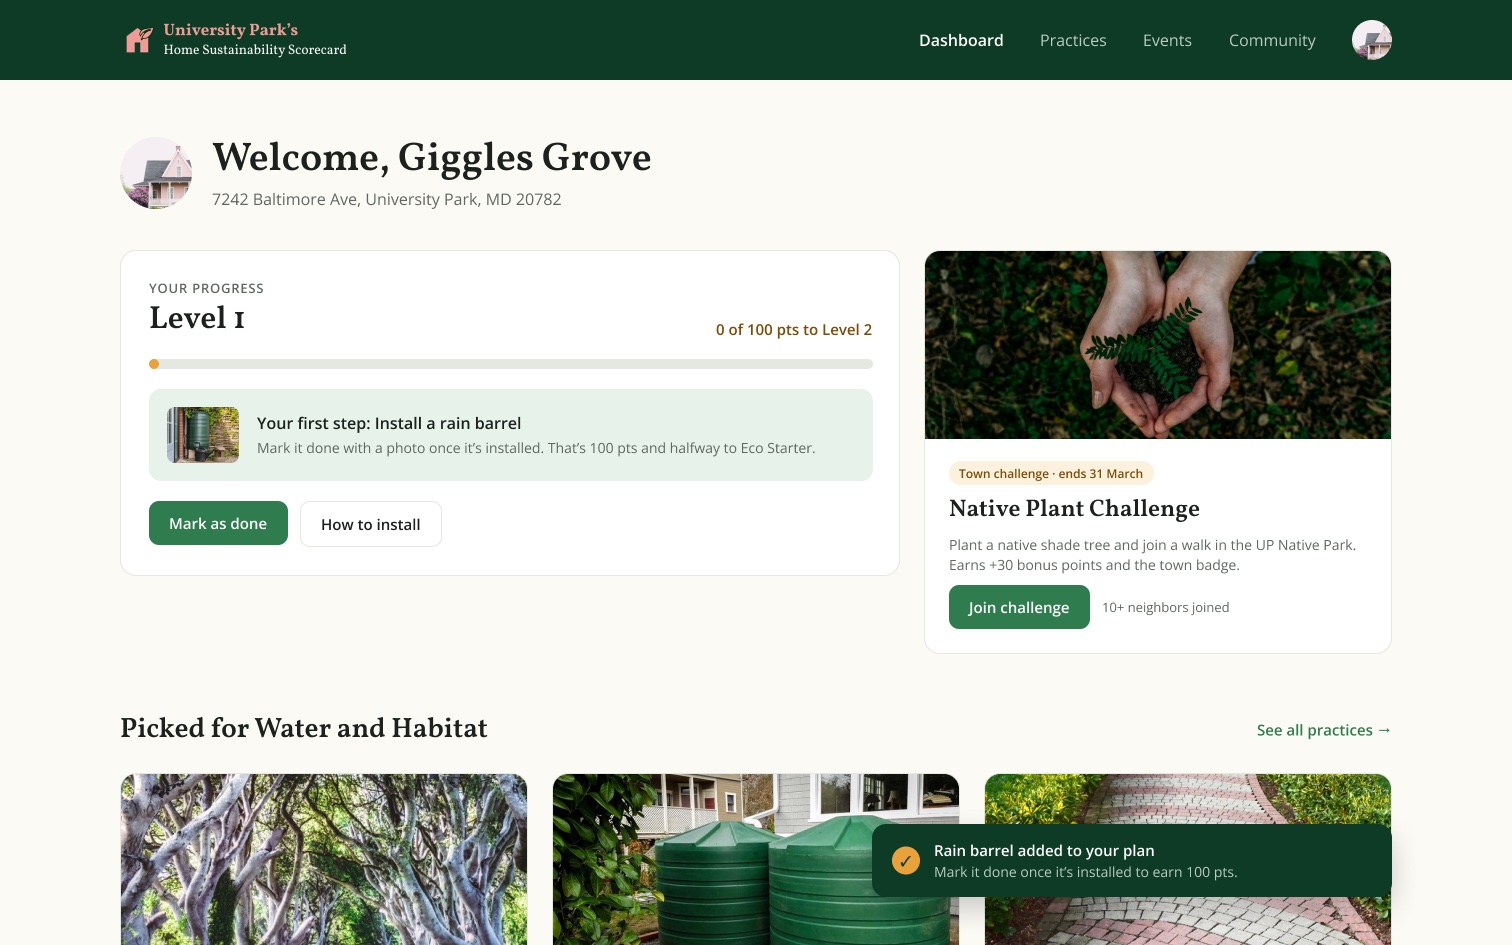 University Park’s
Home Sustainability Scorecard
Dashboard
Practices
Events
Community
Welcome, Giggles Grove
7242 Baltimore Ave, University Park, MD 20782
YOUR PROGRESS
Level 1
0 of 100 pts to Level 2
Your first step: Install a rain barrel
Mark it done with a photo once it’s installed. That’s 100 pts and halfway to Eco Starter.
Mark as done
How to install
Town challenge · ends 31 March
Native Plant Challenge
Plant a native shade tree and join a walk in the UP Native Park.
Earns +30 bonus points and the town badge.
Join challenge
10+ neighbors joined
Picked for Water and Habitat
See all practices →
Rain barrel added to your plan
Mark it done once it’s installed to earn 100 pts.